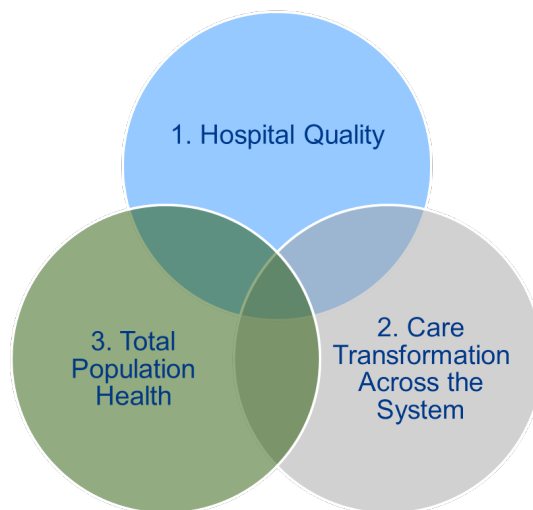 1. Hospital Quality
2. Care
Transformation
Across the
System
3. Total
Population
Health